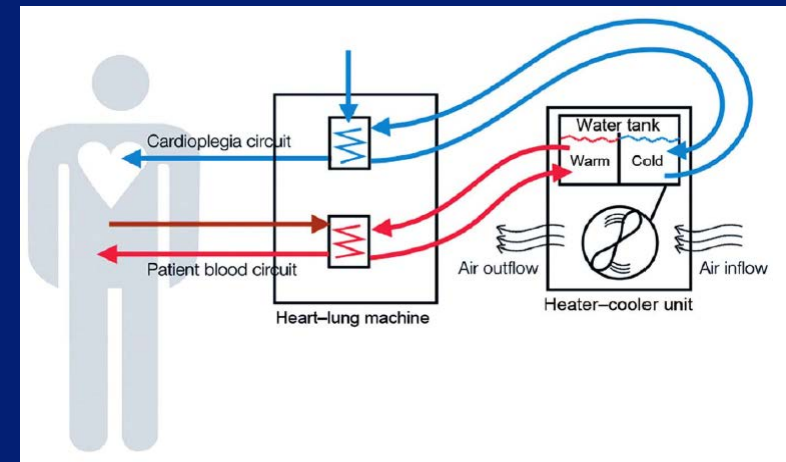 Cardioplegia circuit
Patient blood circuit
Heart–lung machine
Water tank
Warm
Cold
Air outflow
Air inflow
Heater–cooler unit